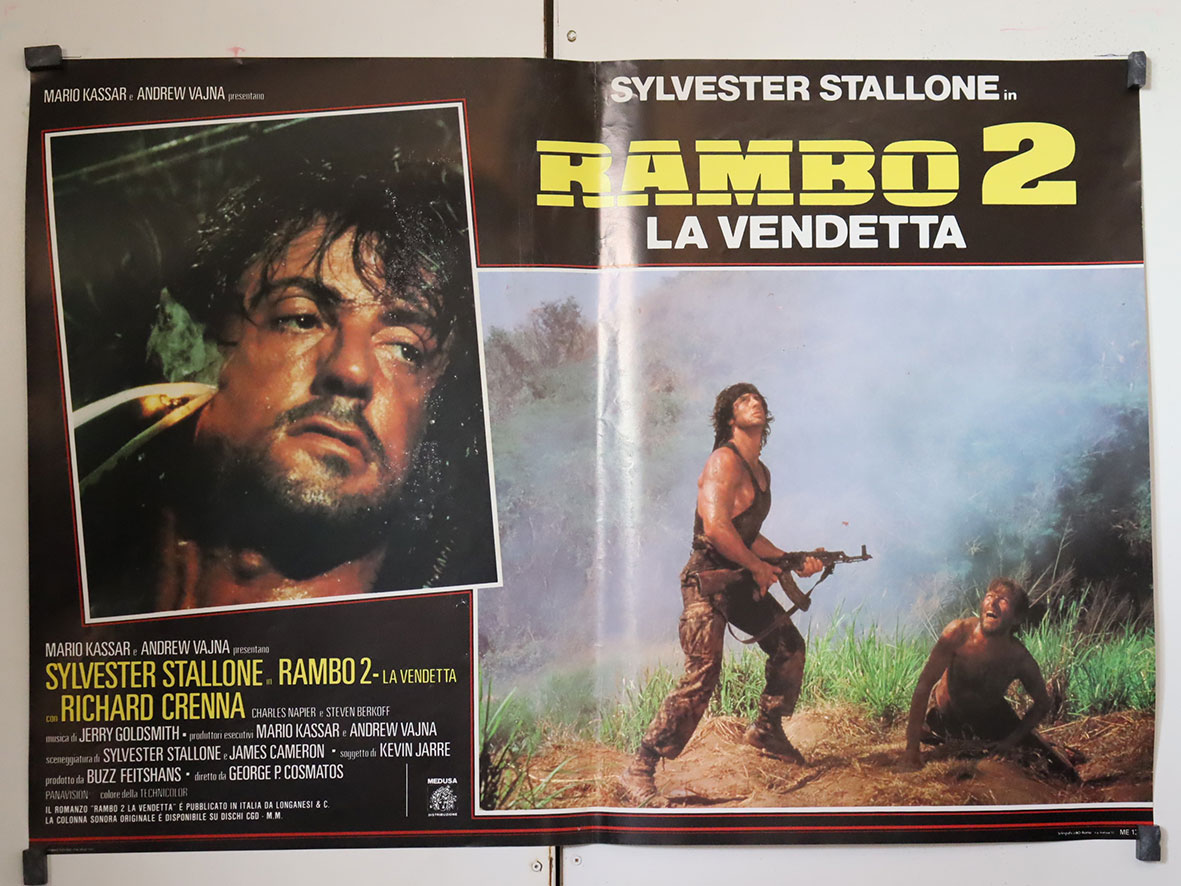 MARIO KASSAR e ANDREW VAJNA presentano
SYLVESTER STALLONE in
RAMBO 2
LA VENDETTA
MARIO KASSAR e ANDREW VAJNA presentano
SYLVESTER STALLONE in RAMBO 2 - LA VENDETTA
con RICHARD CRENNA CHARLES NAPIER e STEVEN BERKOFF
musica di JERRY GOLDSMITH • produttori esecutivi MARIO KASSAR e ANDREW VAJNA
sceneggiatura di SYLVESTER STALLONE e JAMES CAMERON • soggetto di KEVIN JARRE
prodotto da BUZZ FEITSHANS • diretto da GEORGE P. COSMATOS
PANAVISION colore della TECHNICOLOR
IL ROMANZO "RAMBO 2 LA VENDETTA" É PUBBLICATO IN ITALIA DA LONGANESI & C.
LA COLONNA SONORA ORIGINALE É DISPONIBILE SU DISCHI CGD - M.M.
MEDUSA
DISTRIBUZIONE